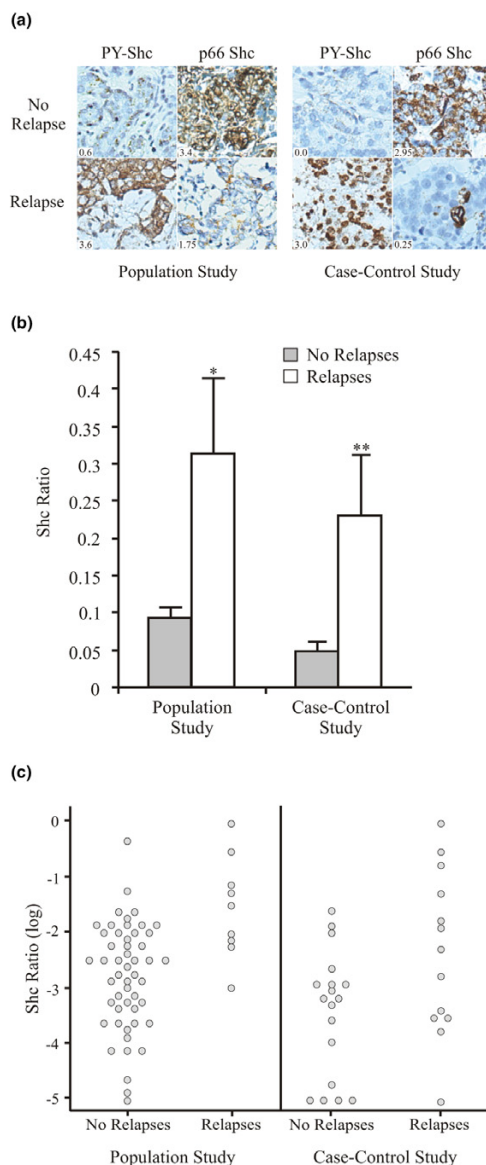 (a)
PY-Shc p66 Shc PY-Shc p66 Shc
No Relapse
0.6 3.4 0.0 2.95
Relapse
3.6 1.75 3.0 0.25
Population Study Case-Control Study
(b)
0.45
0.4
0.35
0.3
0.25
0.2
0.15
0.1
0.05
0
Shc Ratio
No Relapses
Relapses
*
**
Population Study
Case-Control Study
(c)
0
-1
-2
-3
-4
-5
Shc Ratio (log)
No Relapses Relapses No Relapses Relapses
Population Study Case-Control Study